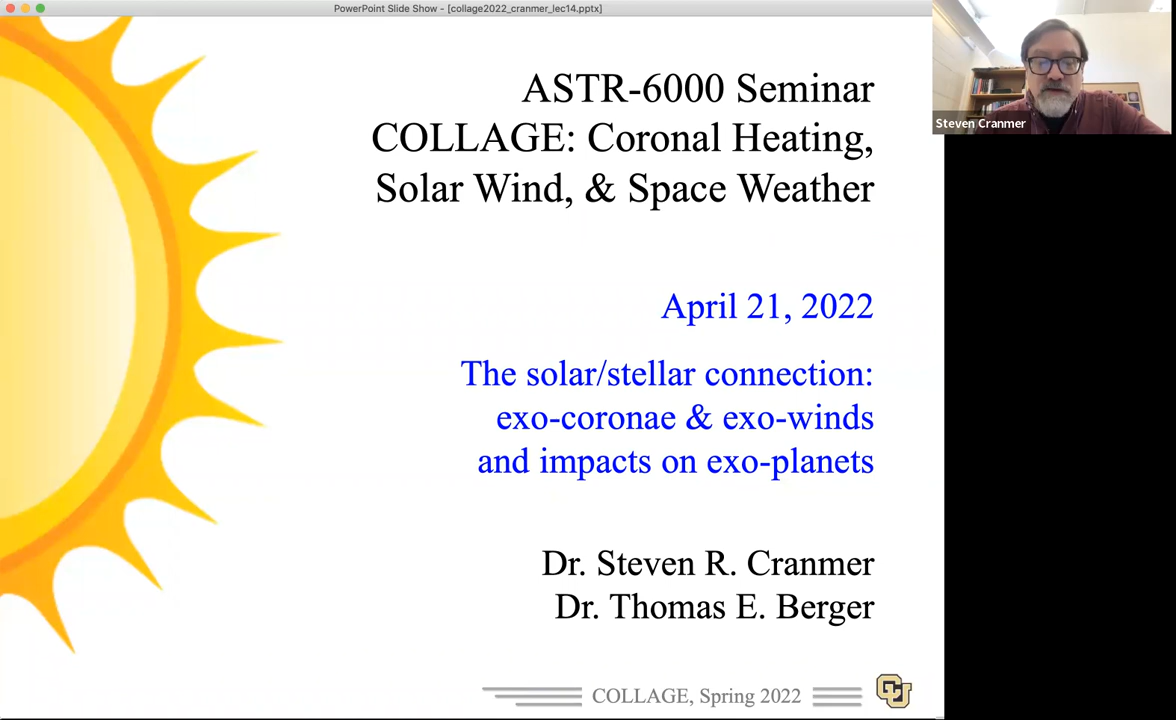 PowerPoint Slide Show - [collage2022_cranmer_lec14.pptx]
Steven Cranmer
ASTR-6000 Seminar
COLLAGE: Coronal Heating,
Solar Wind, & Space Weather
April 21, 2022
The solar/stellar connection:
exo-coronae & exo-winds
and impacts on exo-planets
Dr. Steven R. Cranmer
Dr. Thomas E. Berger
COLLAGE, Spring 2022
CU